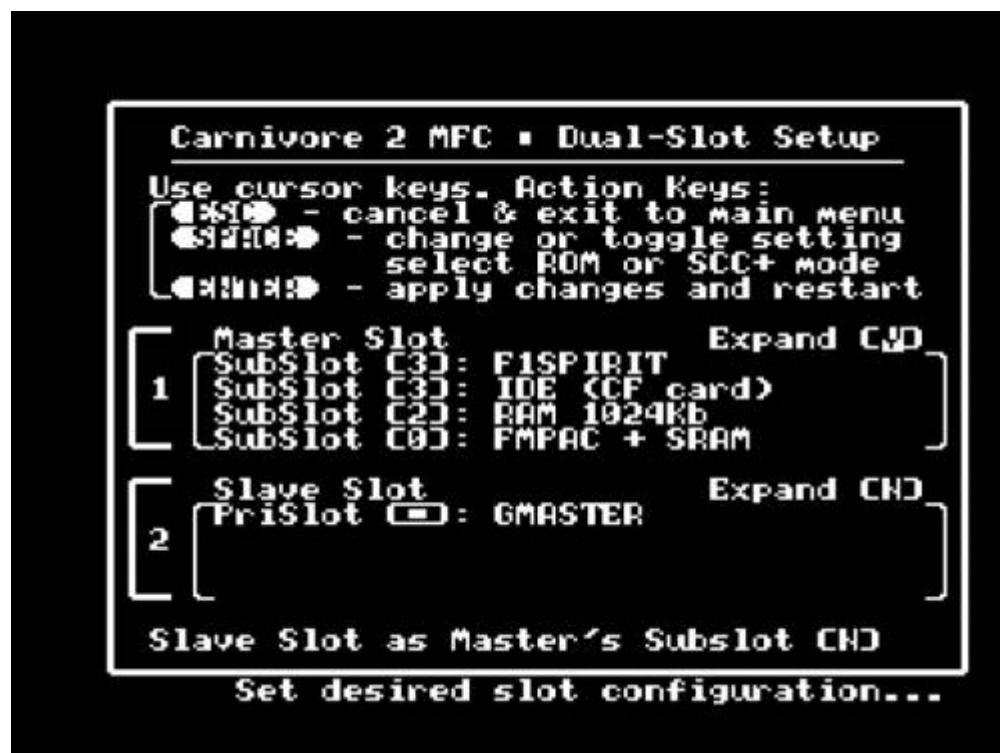 Carnivore 2 MFC ▪ Dual-Slot Setup
Use cursor keys. Action Keys:
ESC - cancel & exit to main menu
SPACE - change or toggle setting
select ROM or SCC+ mode
ENTER - apply changes and restart
Master Slot Expand [Y]
SubSlot [3]: F1SPIRIT
1 SubSlot [3]: IDE (CF card)
SubSlot [2]: RAM 1024Kb
SubSlot [0]: FMPAC + SRAM
Slave Slot Expand [N]
PriSlot [▪]: GMASTER
2
Slave Slot as Master's Subslot [N]
Set desired slot configuration...